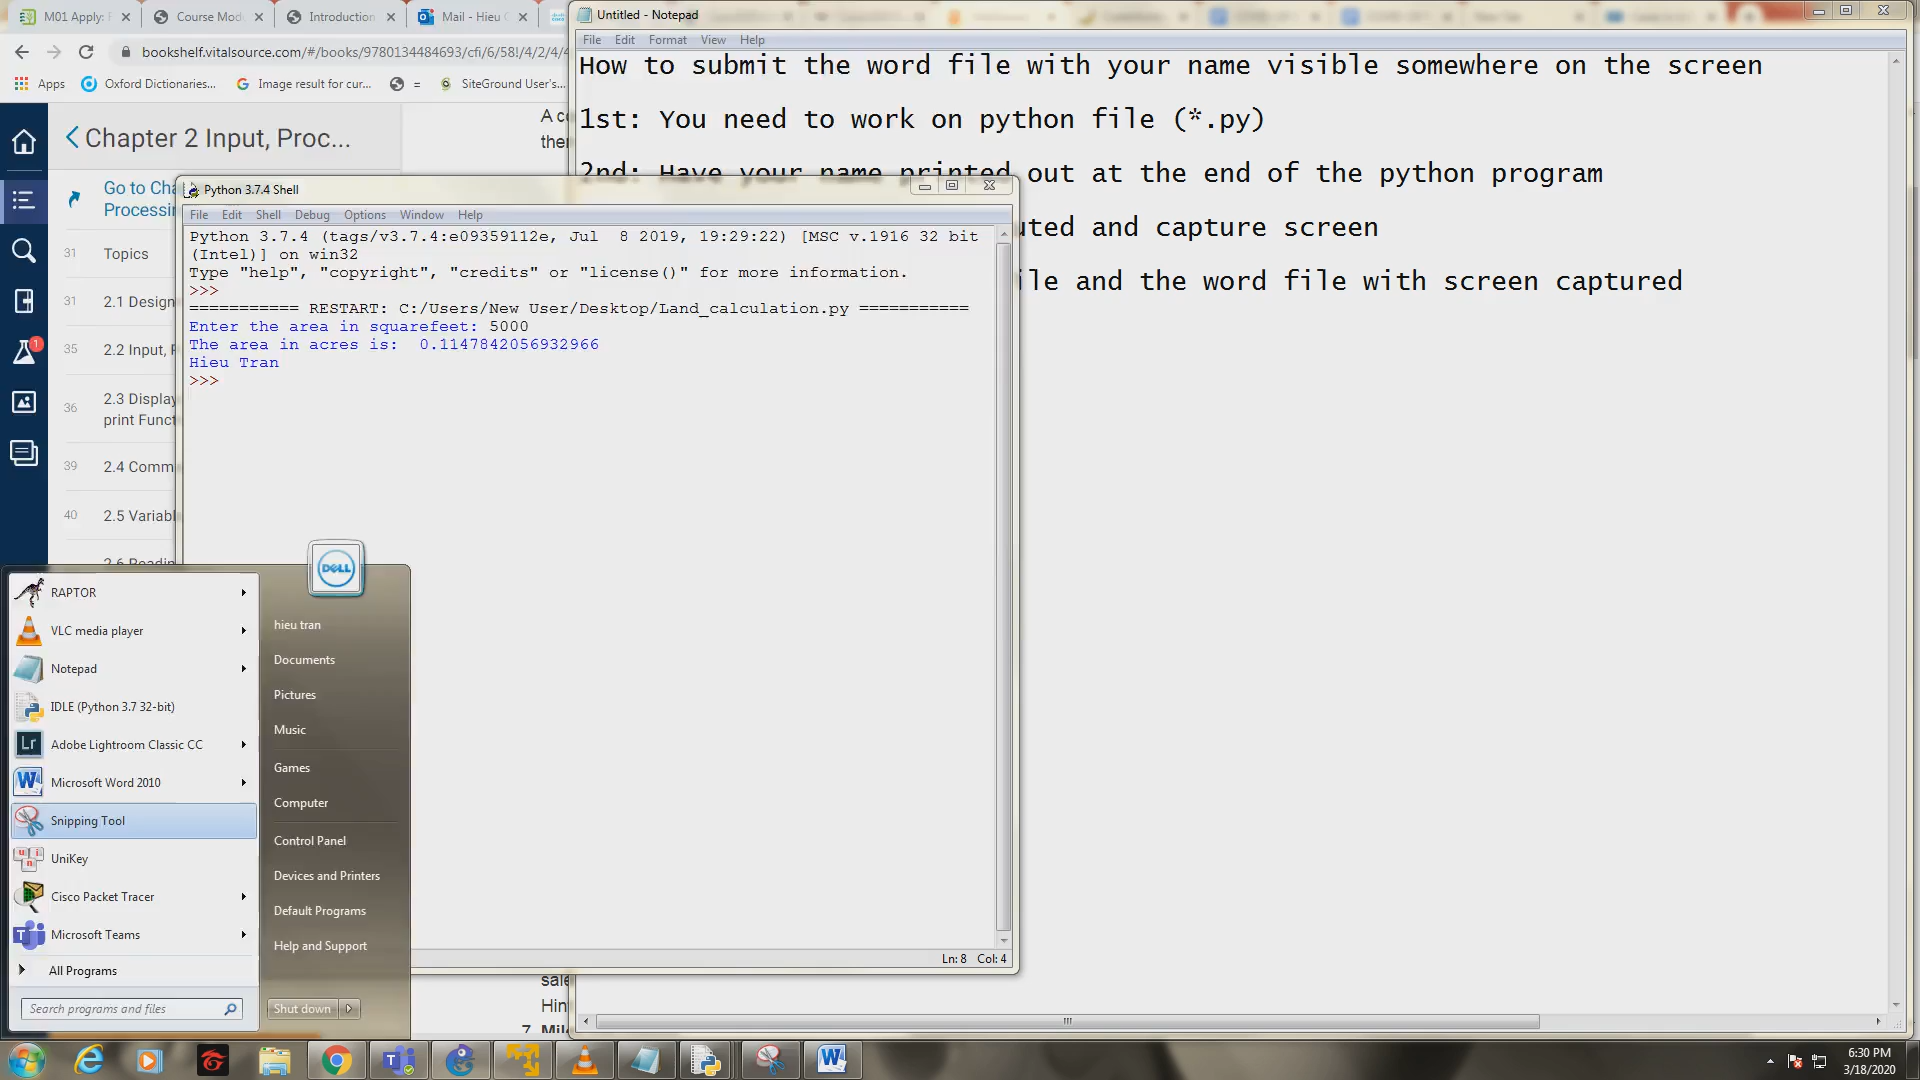 M01 Apply: F
Course Mod
Introduction
Mail - Hieu
Untitled - Notepad
bookshelf.vitalsource.com/#/books/9780134484693/cfi/6/58!/4/2/4/4
File Edit Format View Help
Apps
Oxford Dictionaries...
Image result for cur...
=
SiteGround User's...
How to submit the word file with your name visible somewhere on the screen
1st: You need to work on python file (*.py)
2nd: Have your name printed out at the end of the python program
uted and capture screen
ile and the word file with screen captured
Chapter 2 Input, Proc...
Go to Cha
Processin
31 Topics
31 2.1 Design
35 2.2 Input, P
36 2.3 Display
print Funct
39 2.4 Comm
40 2.5 Variabl
1
Python 3.7.4 Shell
File Edit Shell Debug Options Window Help
Python 3.7.4 (tags/v3.7.4:e09359112e, Jul  8 2019, 19:29:22) [MSC v.1916 32 bit
(Intel)] on win32
Type "help", "copyright", "credits" or "license()" for more information.
>>>
=========== RESTART: C:/Users/New User/Desktop/Land_calculation.py ===========
Enter the area in squarefeet: 5000
The area in acres is:  0.1147842056932966
Hieu Tran
>>>
Ln: 8 Col: 4
DELL
RAPTOR
VLC media player
Notepad
IDLE (Python 3.7 32-bit)
Lr
Adobe Lightroom Classic CC
Microsoft Word 2010
Snipping Tool
UniKey
Cisco Packet Tracer
Microsoft Teams
All Programs
Search programs and files
hieu tran
Documents
Pictures
Music
Games
Computer
Control Panel
Devices and Printers
Default Programs
Help and Support
Shut down
sale
Hin
6:30 PM
3/18/2020